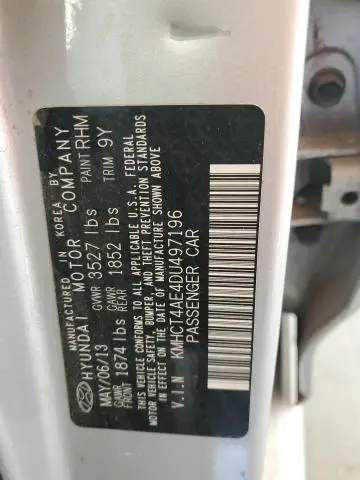 MANUFACTURED IN KOREA BY
HYUNDAI MOTOR COMPANY
MAY/06/13 GVWR 3527 lbs PAINT RHM
GAWR FRONT 1874 lbs GAWR REAR 1852 lbs TRIM 9Y
THIS VEHICLE CONFORMS TO ALL APPLICABLE U.S.A. FEDERAL
MOTOR VEHICLE SAFETY, BUMPER, AND THEFT PREVENTION STANDARDS
IN EFFECT ON THE DATE OF MANUFACTURE SHOWN ABOVE.
V.I.N KMHCT4AE4DU497196
PASSENGER CAR